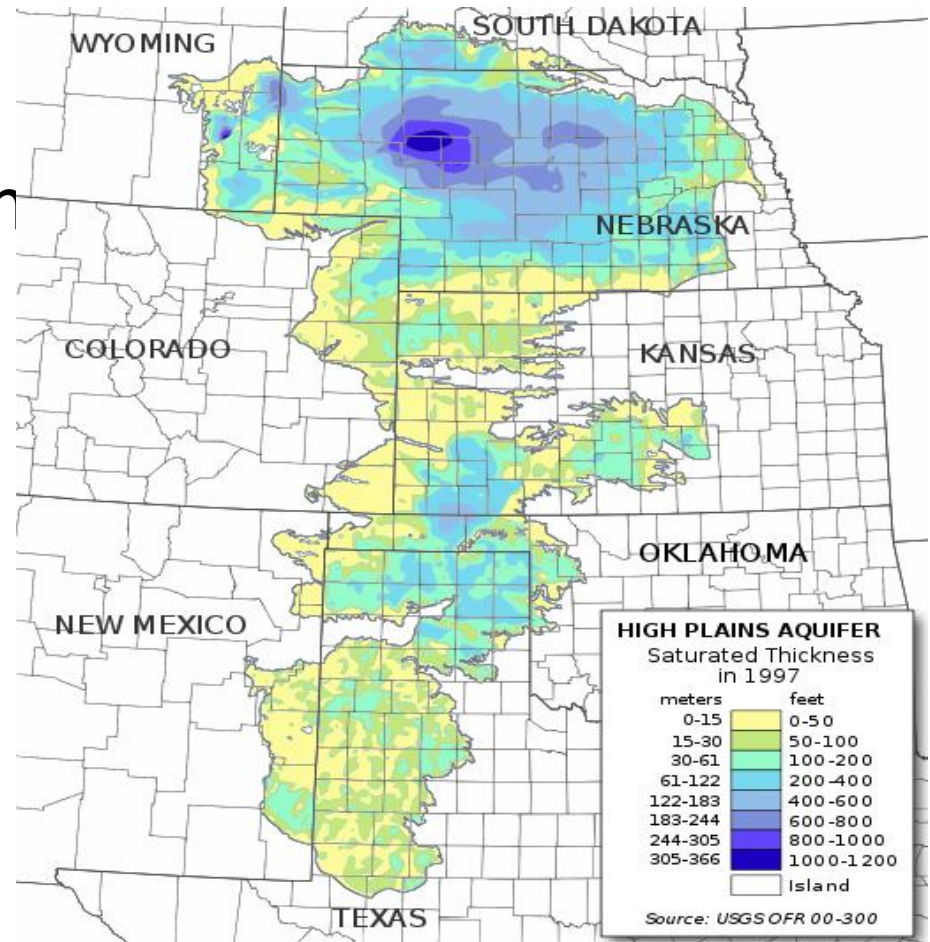 SOUTH DAKOTA
WYOMING
NEBRASKA
COLORADO
KANSAS
OKLAHOMA
NEW MEXICO
TEXAS
HIGH PLAINS AQUIFER
Saturated Thickness
in 1997
meters feet
0-15 0-50
15-30 50-100
30-61 100-200
61-122 200-400
122-183 400-600
183-244 600-800
244-305 800-1000
305-366 1000-1200
Island
Source: USGS OFR 00-300